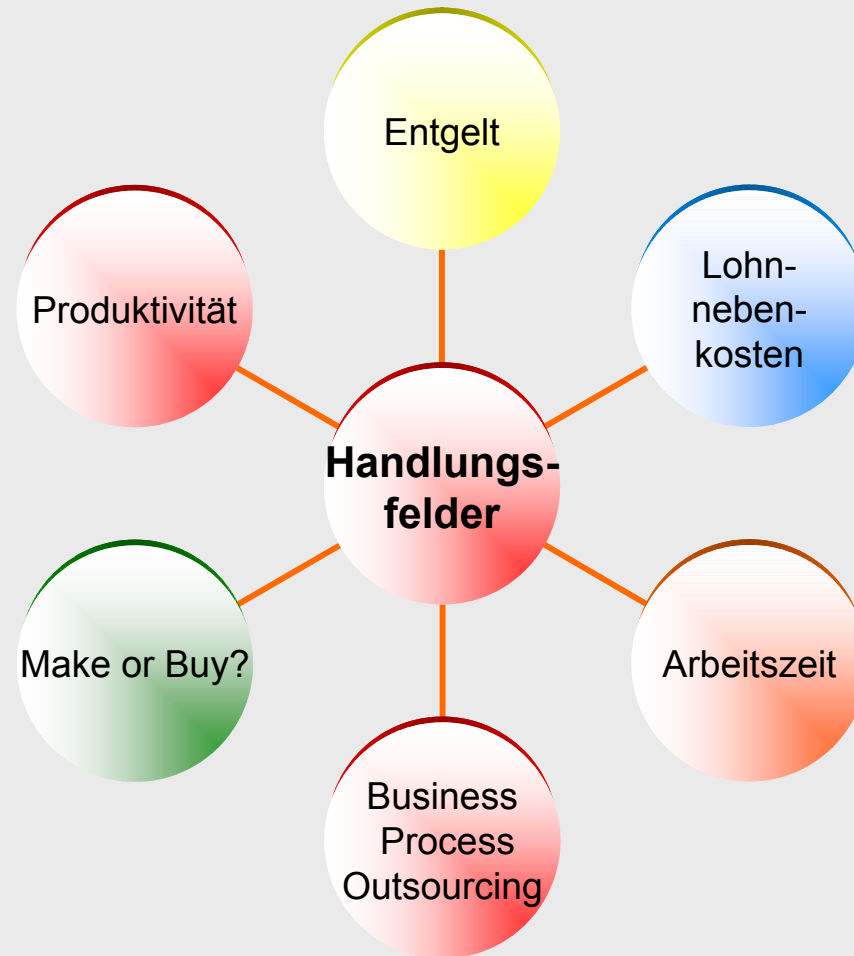 Entgelt
Lohn-
neben-
kosten
Produktivität
Handlungs-
felder
Make or Buy?
Arbeitszeit
Business
Process
Outsourcing